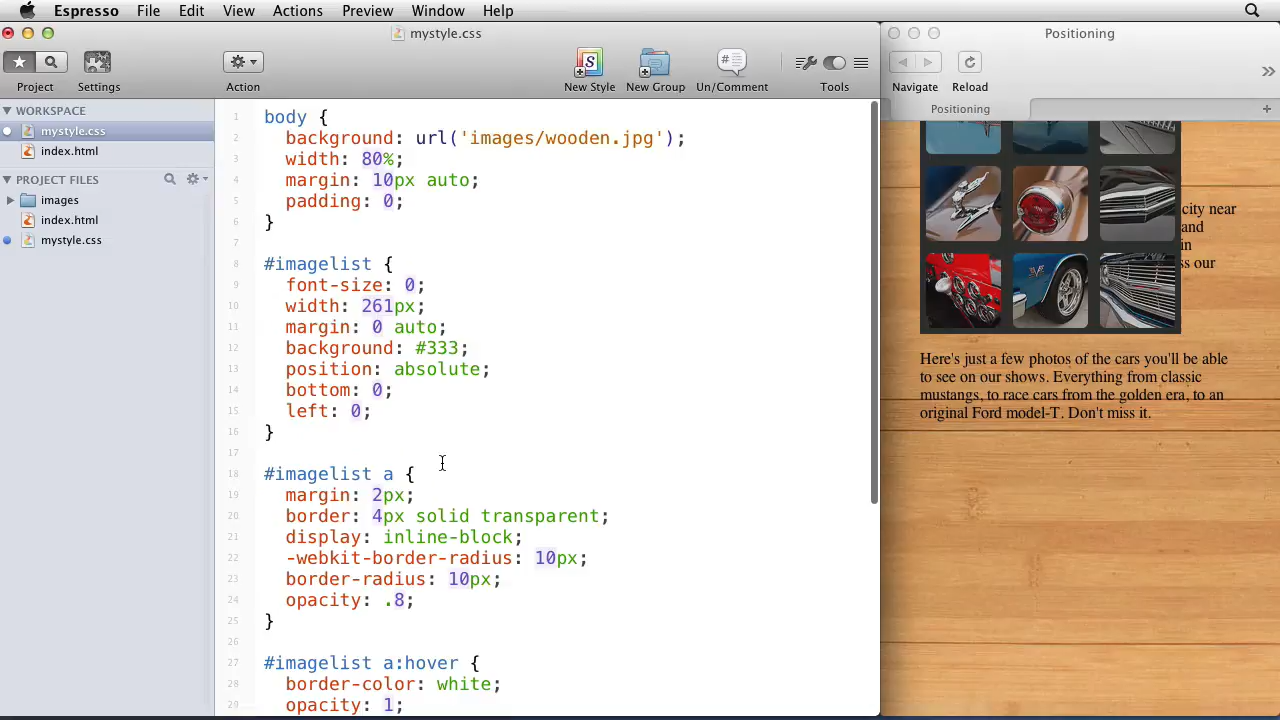 Espresso File Edit View Actions Preview Window Help
mystyle.css
Positioning
Project Settings Action New Style New Group Un/Comment Tools
Navigate Reload
Positioning
WORKSPACE
mystyle.css
index.html
PROJECT FILES
images
index.html
mystyle.css
1 body {
2 background: url('images/wooden.jpg');
3 width: 80%;
4 margin: 10px auto;
5 padding: 0;
6 }
7
8 #imagelist {
9 font-size: 0;
10 width: 261px;
11 margin: 0 auto;
12 background: #333;
13 position: absolute;
14 bottom: 0;
15 left: 0;
16 }
17
18 #imagelist a {
19 margin: 2px;
20 border: 4px solid transparent;
21 display: inline-block;
22 -webkit-border-radius: 10px;
23 border-radius: 10px;
24 opacity: .8;
25 }
26
27 #imagelist a:hover {
28 border-color: white;
29 opacity: 1;
city near
and
in
ss our
Here's just a few photos of the cars you'll be able
to see on our shows. Everything from classic
mustangs, to race cars from the golden era, to an
original Ford model-T. Don't miss it.